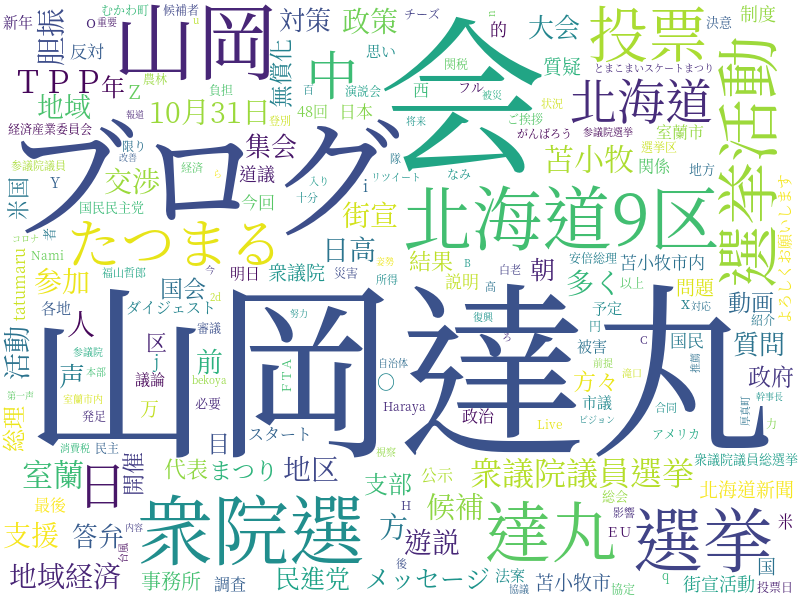 新年
O
重要
むかわ町
候補者
u
チーズ
的
大会
決意
制度
胆振
反対
山岡
対策
政策
思い
会
投票
選挙活動
とまこまいスケートまつり
TPP
年
Z
農林
無償化
中
関税
質疑
フル
被災
北海道
地域
10月31日
負担
百
演説会
48回
日本
登別
西
状況
経済産業委員会
報道
ブログ
集会
将来
ご挨拶
がんばろう
参議院選挙
室蘭市
参議院議員
改善
限り
道議
隊
なみ
苫小牧
選挙区
関係
地方
米国
Y
交渉
経済
ら
i
入り
リツイート
十分
国民民主党
今回
街宣
北海道9区
よろしくお願いします
コロナ
者
Nami
tatumaru
たつまる
日高
結果
朝
B
白老
安倍総理
苫小牧市内
福山哲郎
今
明日
衆議院
災害
姿勢
所得
説明
高
多く
以上
問題
参加
国会
各地
ダイジェスト
2d
審議
努力
山岡達丸
復興
ろ
予定
円
x
対応
動画
紹介
活動
人
参議院
本部
声
区
j
前
議論
bekoya
FTA
自治体
〇
被害
C
国民
推薦
質問
前提
滝口
方々
第一声
室蘭市内
発足
万
必要
Haraya
政治
市議
合同
厚真町
幹事長
政府
総理
消費税
民主
目
スタート
視察
Live
ビジョン
アメリカ
力
室蘭
日
開催
代表
まつり
地区
支部
公示
衆議院議員選挙
衆議院議員総選挙
最後
衆院選
H
候補
総会
北海道新聞
支援
答弁
内容
台風
方
遊説
達丸
影響
EU
選挙
米
国
地域経済
事務所
調査
民進党
後
メッセージ
協議
法案
苫小牧市
協定
q
街宣活動
投票日